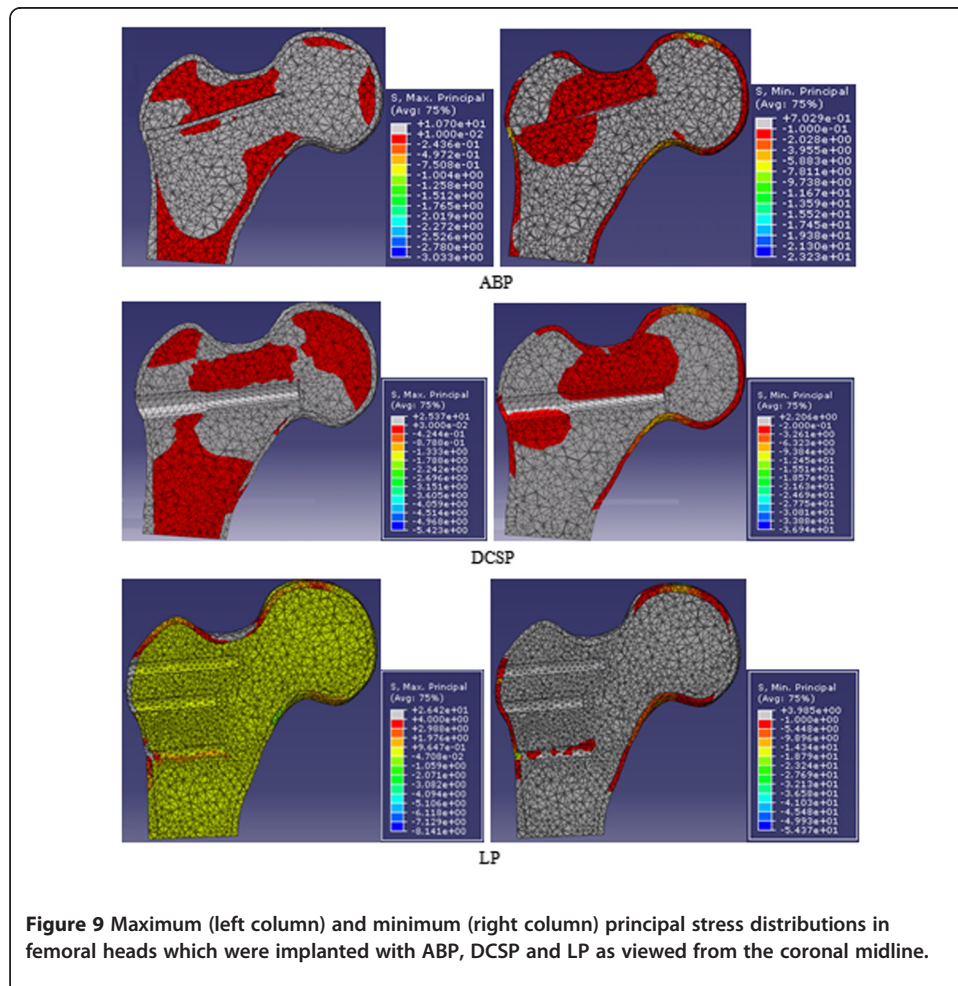 S, Max. Principal
(Avg: 75%)
+1.070e+01
+1.000e-02
-2.436e-01
-4.972e-01
-7.508e-01
-1.004e+00
-1.258e+00
-1.512e+00
-1.765e+00
-2.019e+00
-2.272e+00
-2.526e+00
-2.780e+00
-3.033e+00
S, Min. Principal
(Avg: 75%)
+7.029e-01
-1.000e-01
-2.028e+00
-3.955e+00
-5.883e+00
-7.811e+00
-9.738e+00
-1.167e+01
-1.359e+01
-1.552e+01
-1.745e+01
-1.938e+01
-2.130e+01
-2.323e+01
ABP
S, Max. Principal
(Avg: 75%)
+2.537e+01
+3.000e-02
-4.244e-01
-8.788e-01
-1.333e+00
-1.788e+00
-2.242e+00
-2.696e+00
-3.151e+00
-3.605e+00
-4.059e+00
-4.514e+00
-4.968e+00
-5.423e+00
S, Min. Principal
(Avg: 75%)
+2.206e+00
-2.000e-01
-3.261e+00
-6.323e+00
-9.384e+00
-1.245e+01
-1.551e+01
-1.857e+01
-2.163e+01
-2.469e+01
-2.775e+01
-3.081e+01
-3.388e+01
-3.694e+01
DCSP
S, Max. Principal
(Avg: 75%)
+2.642e+01
+4.000e+00
+2.988e+00
+1.976e+00
+9.647e-01
-4.708e-02
-1.059e+00
-2.071e+00
-3.082e+00
-4.094e+00
-5.106e+00
-6.118e+00
-7.129e+00
-8.141e+00
S, Min. Principal
(Avg: 75%)
+3.985e+00
-1.000e+00
-5.448e+00
-9.896e+00
-1.434e+01
-1.879e+01
-2.324e+01
-2.769e+01
-3.213e+01
-3.658e+01
-4.103e+01
-4.548e+01
-4.993e+01
-5.437e+01
LP
Figure 9 Maximum (left column) and minimum (right column) principal stress distributions in
femoral heads which were implanted with ABP, DCSP and LP as viewed from the coronal midline.